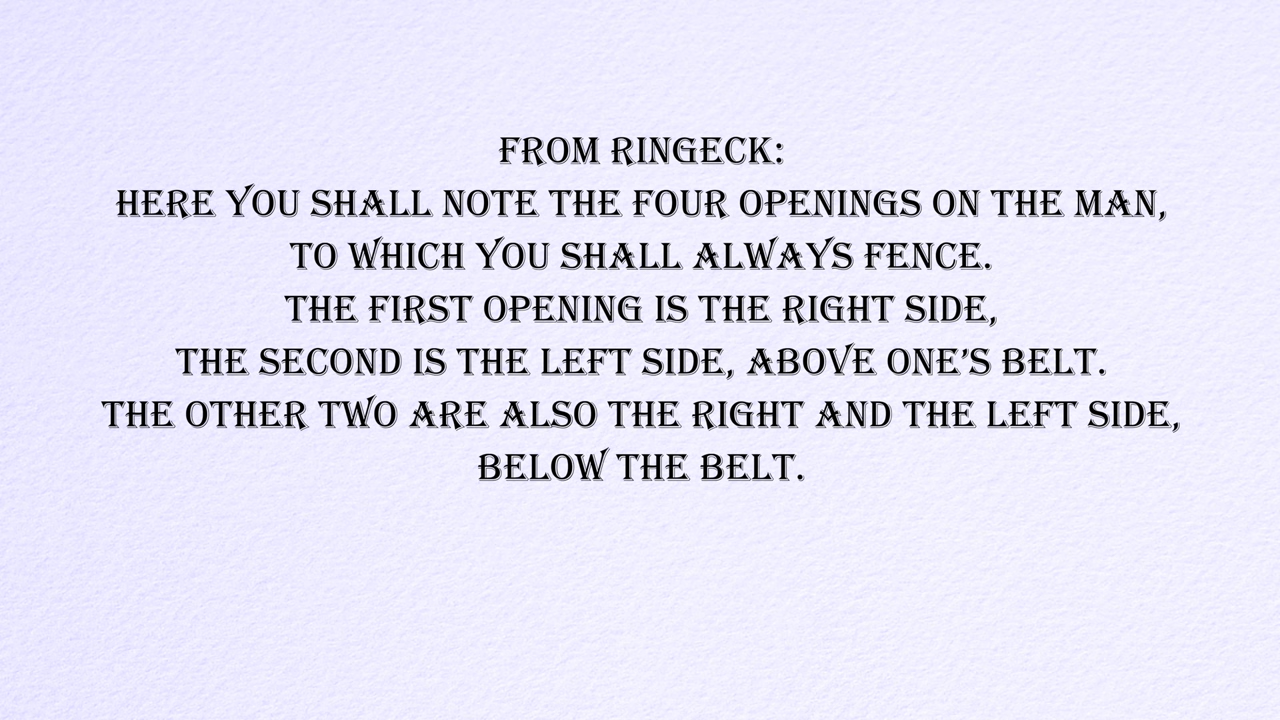 FROM RINGECK:
HERE YOU SHALL NOTE THE FOUR OPENINGS ON THE MAN,
TO WHICH YOU SHALL ALWAYS FENCE.
THE FIRST OPENING IS THE RIGHT SIDE,
THE SECOND IS THE LEFT SIDE, ABOVE ONE’S BELT.
THE OTHER TWO ARE ALSO THE RIGHT AND THE LEFT SIDE,
BELOW THE BELT.